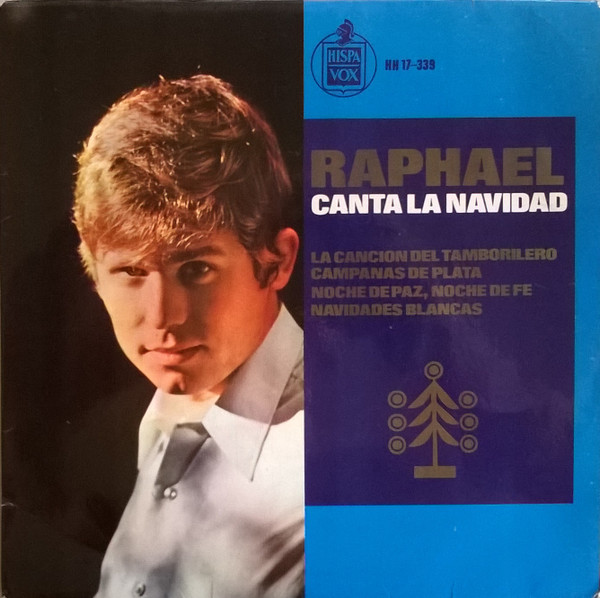 HISPA
VOX
HH 17-339
RAPHAEL
CANTA LA NAVIDAD
LA CANCION DEL TAMBORILERO
CAMPANAS DE PLATA
NOCHE DE PAZ, NOCHE DE FE
NAVIDADES BLANCAS